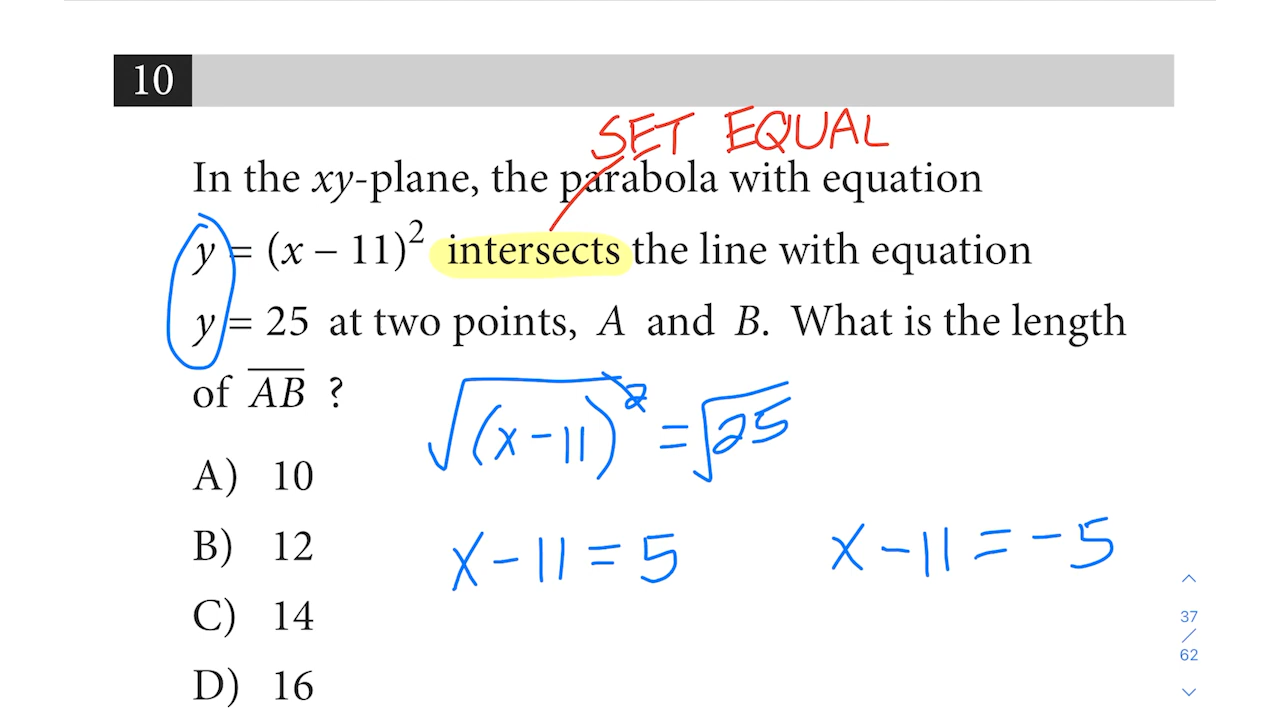 10
SET EQUAL
In the xy-plane, the parabola with equation
y = (x − 11)² intersects the line with equation
y = 25 at two points, A and B. What is the length
of A̅B̅ ?
√(x−11)² = √25
A) 10
B) 12
x−11=5 x−11=−5
C) 14
D) 16
37
/
62